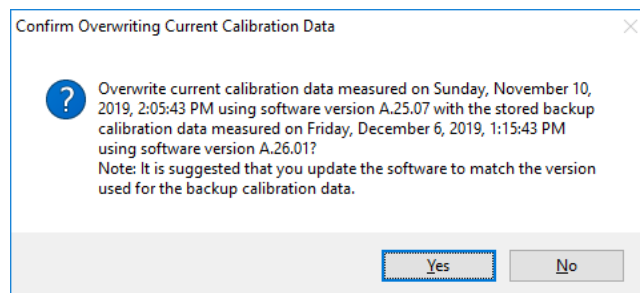 Confirm Overwriting Current Calibration Data
Overwrite current calibration data measured on Sunday, November 10,
2019, 2:05:43 PM using software version A.25.07 with the stored backup
calibration data measured on Friday, December 6, 2019, 1:15:43 PM
using software version A.26.01?
Note: It is suggested that you update the software to match the version
used for the backup calibration data.
Yes
No